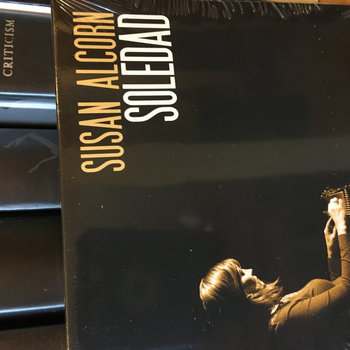 CRITICISM
SUSAN ALCORN
SOLEDAD